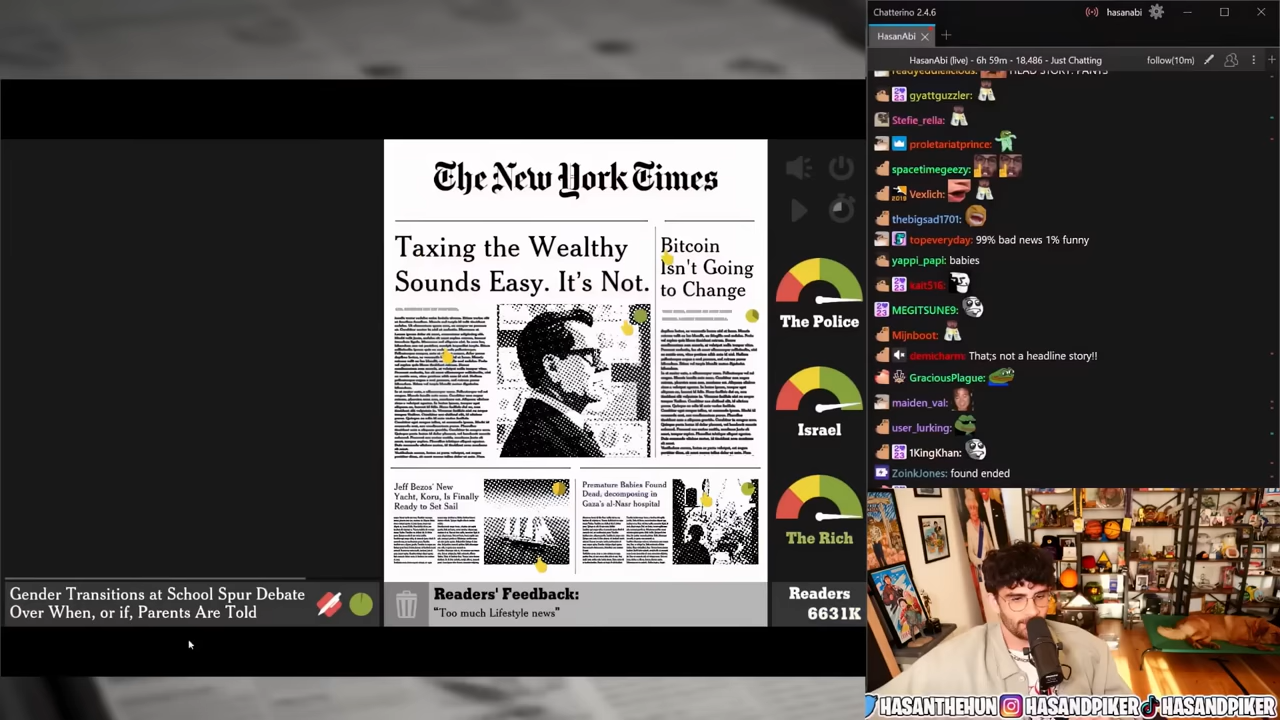 The New York Times
Taxing the Wealthy
Sounds Easy. It's Not.
Bitcoin
Isn't Going
to Change
Jeff Bezos' New
Yacht, Koru, Is Finally
Ready to Set Sail
Premature Babies Found
Dead, decomposing in
Gaza's al-Nasr hospital
The Police
Israel
The Rich
Gender Transitions at School Spur Debate
Over When, or if, Parents Are Told
Readers' Feedback:
"Too much Lifestyle news"
Readers
6631K
Chatterino 2.4.6
hasanabi
HasanAbi
HasanAbi (live) - 6h 59m - 18,486 - Just Chatting
follow(10m)
gyattguzzler:
Stefie_rella:
proletariatprince:
spacetimegeezy:
2019 Vexlich:
thebigsad1701:
topeveryday: 99% bad news 1% funny
yappi_papi: babies
kait516:
MEGITSUNE9:
Mijnboot:
demicharm: That;s not a headline story!!
GraciousPlague:
maiden_val:
user_lurking:
1KingKhan:
ZoinkJones: found ended
HASANTHEHUN HASANDPIKER HASANDPIKER